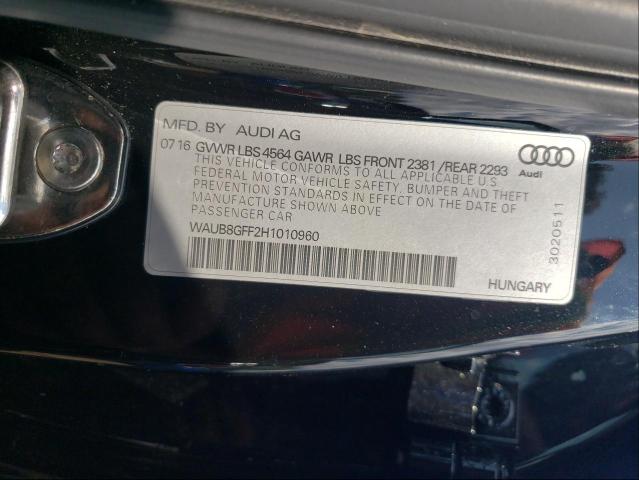 MFD. BY AUDI AG
07 16 GVWR LBS 4564 GAWR LBS FRONT 2381 /REAR 2293
THIS VEHICLE CONFORMS TO ALL APPLICABLE U.S
FEDERAL MOTOR VEHICLE SAFETY, BUMPER AND THEFT
PREVENTION STANDARDS IN EFFECT ON THE DATE OF
MANUFACTURE SHOWN ABOVE
PASSENGER CAR
WAUB8GFF2H1010960
HUNGARY
Audi
3020511